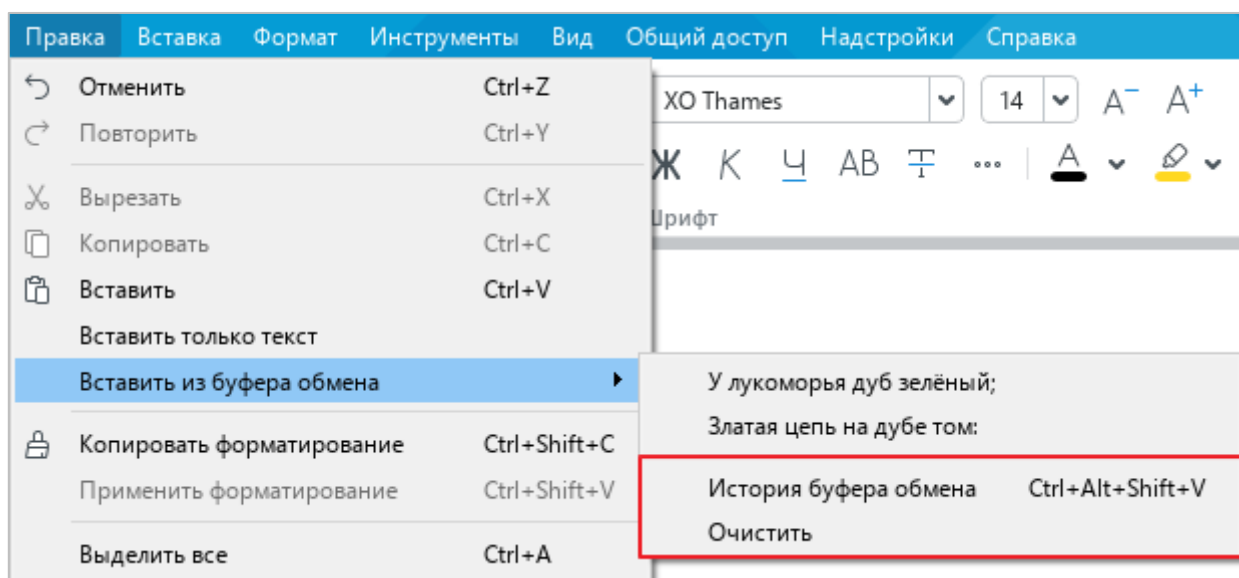 Правка Вставка Формат Инструменты Вид Общий доступ Надстройки Справка
Отменить Ctrl+Z
Повторить Ctrl+Y
Вырезать Ctrl+X
Копировать Ctrl+C
Вставить Ctrl+V
Вставить только текст
Вставить из буфера обмена
Копировать форматирование Ctrl+Shift+C
Применить форматирование Ctrl+Shift+V
Выделить все Ctrl+A
XO Thames 14 A⁻ A⁺
Ж К Ч АВ Т ... А
Шрифт
У лукоморья дуб зелёный;
Златая цепь на дубе том:
История буфера обмена Ctrl+Alt+Shift+V
Очистить